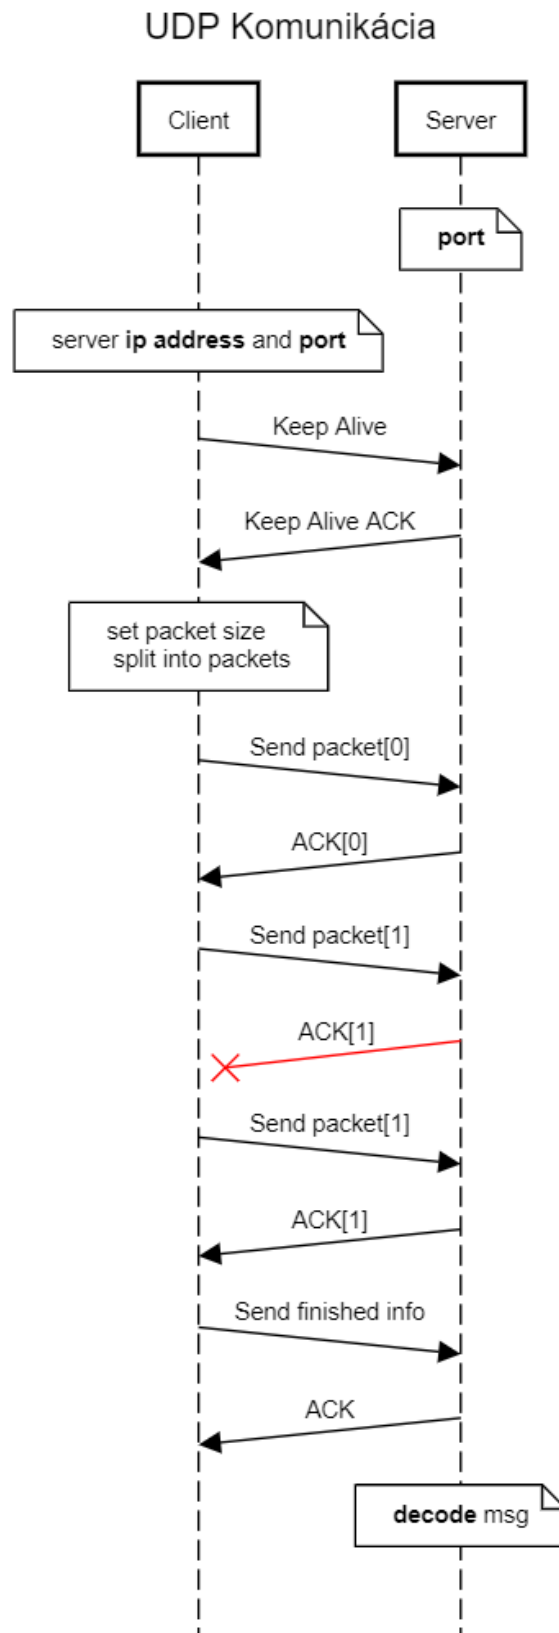 UDP Komunikácia
Client
Server
port
server ip address and port
Keep Alive
Keep Alive ACK
set packet size
split into packets
Send packet[0]
ACK[0]
Send packet[1]
ACK[1]
Send packet[1]
ACK[1]
Send finished info
ACK
decode msg